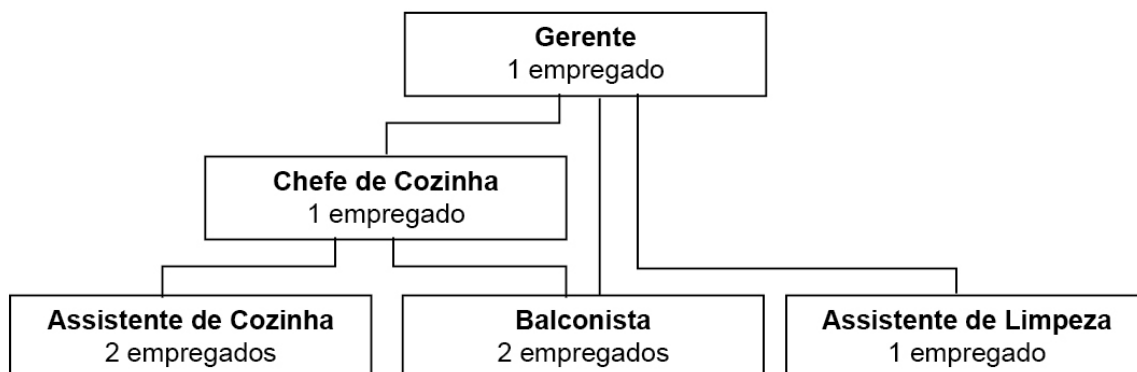 Gerente
1 empregado
Chefe de Cozinha
1 empregado
Assistente de Cozinha
2 empregados
Balconista
2 empregados
Assistente de Limpeza
1 empregado